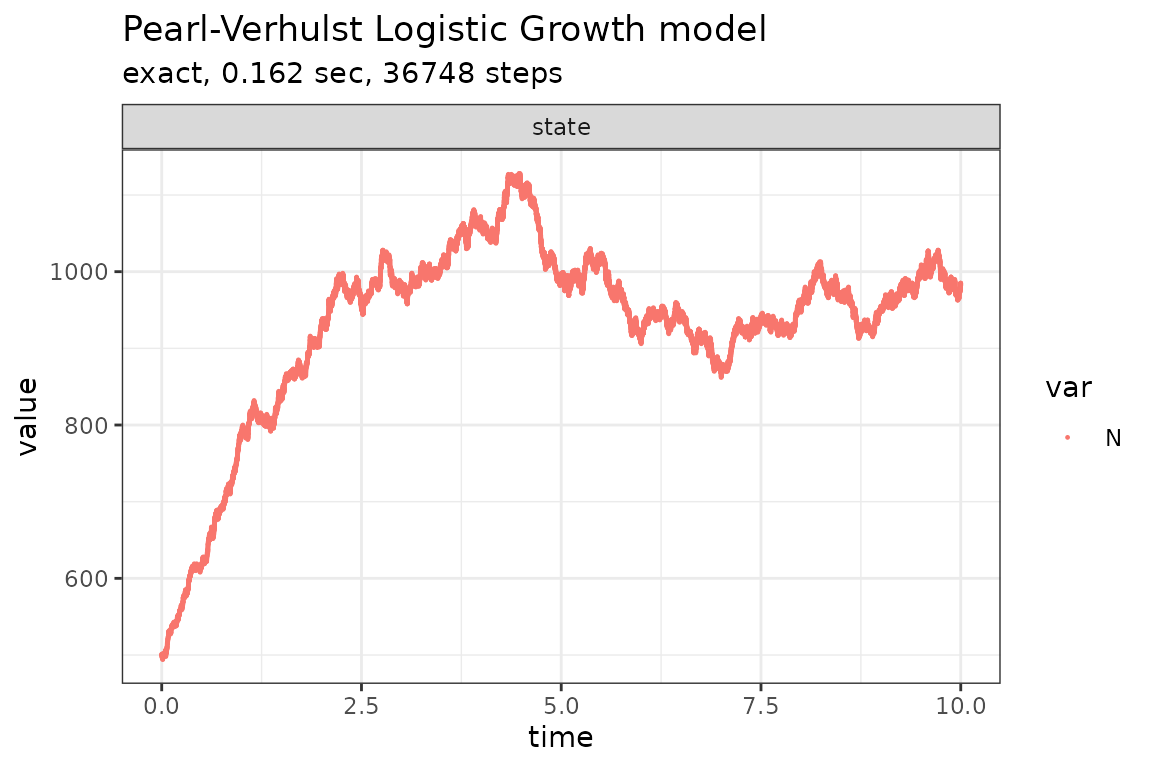 Pearl-Verhulst Logistic Growth model
exact, 0.162 sec, 36748 steps
state
value
1000
800
600
0.0 2.5 5.0 7.5 10.0
time
var
N